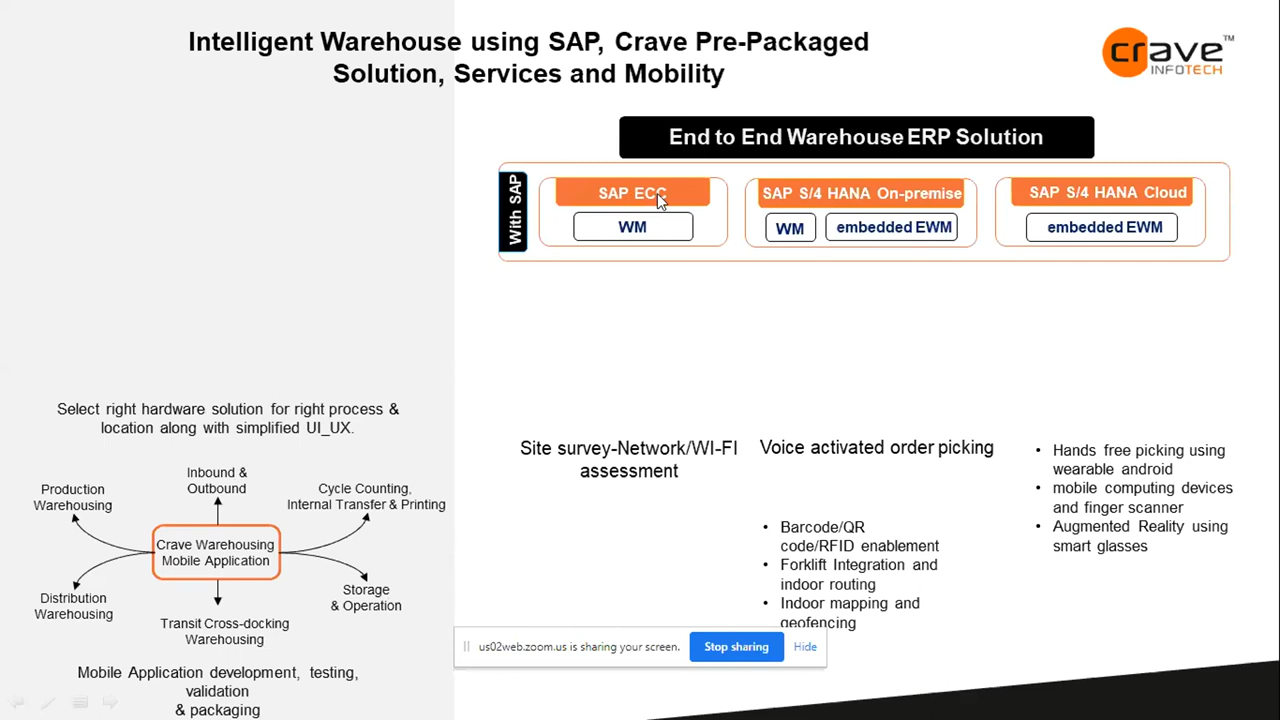 Intelligent Warehouse using SAP, Crave Pre-Packaged
Solution, Services and Mobility
crave™
INFOTECH
End to End Warehouse ERP Solution
With SAP
SAP ECC
WM
SAP S/4 HANA On-premise
WM
embedded EWM
SAP S/4 HANA Cloud
embedded EWM
Select right hardware solution for right process &
location along with simplified UI_UX.
Production
Warehousing
Inbound &
Outbound
Cycle Counting,
Internal Transfer & Printing
Crave Warehousing
Mobile Application
Distribution
Warehousing
Transit Cross-docking
Warehousing
Storage
& Operation
Mobile Application development, testing,
validation
& packaging
Site survey-Network/WI-FI
assessment
Voice activated order picking
• Barcode/QR
code/RFID enablement
• Forklift Integration and
indoor routing
• Indoor mapping and
geofencing
• Hands free picking using
wearable android
• mobile computing devices
and finger scanner
• Augmented Reality using
smart glasses
us02web.zoom.us is sharing your screen.
Stop sharing
Hide